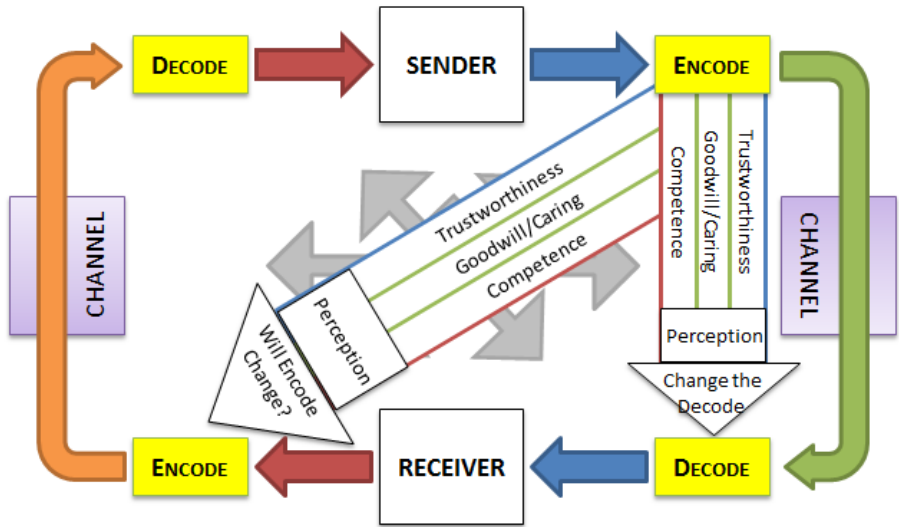 DECODE
SENDER
ENCODE
CHANNEL
Trustworthiness
Goodwill/Caring
Competence
Perception
Will Encode
Change?
Competence
Goodwill/Caring
Trustworthiness
Perception
Change the
Decode
CHANNEL
ENCODE
RECEIVER
DECODE